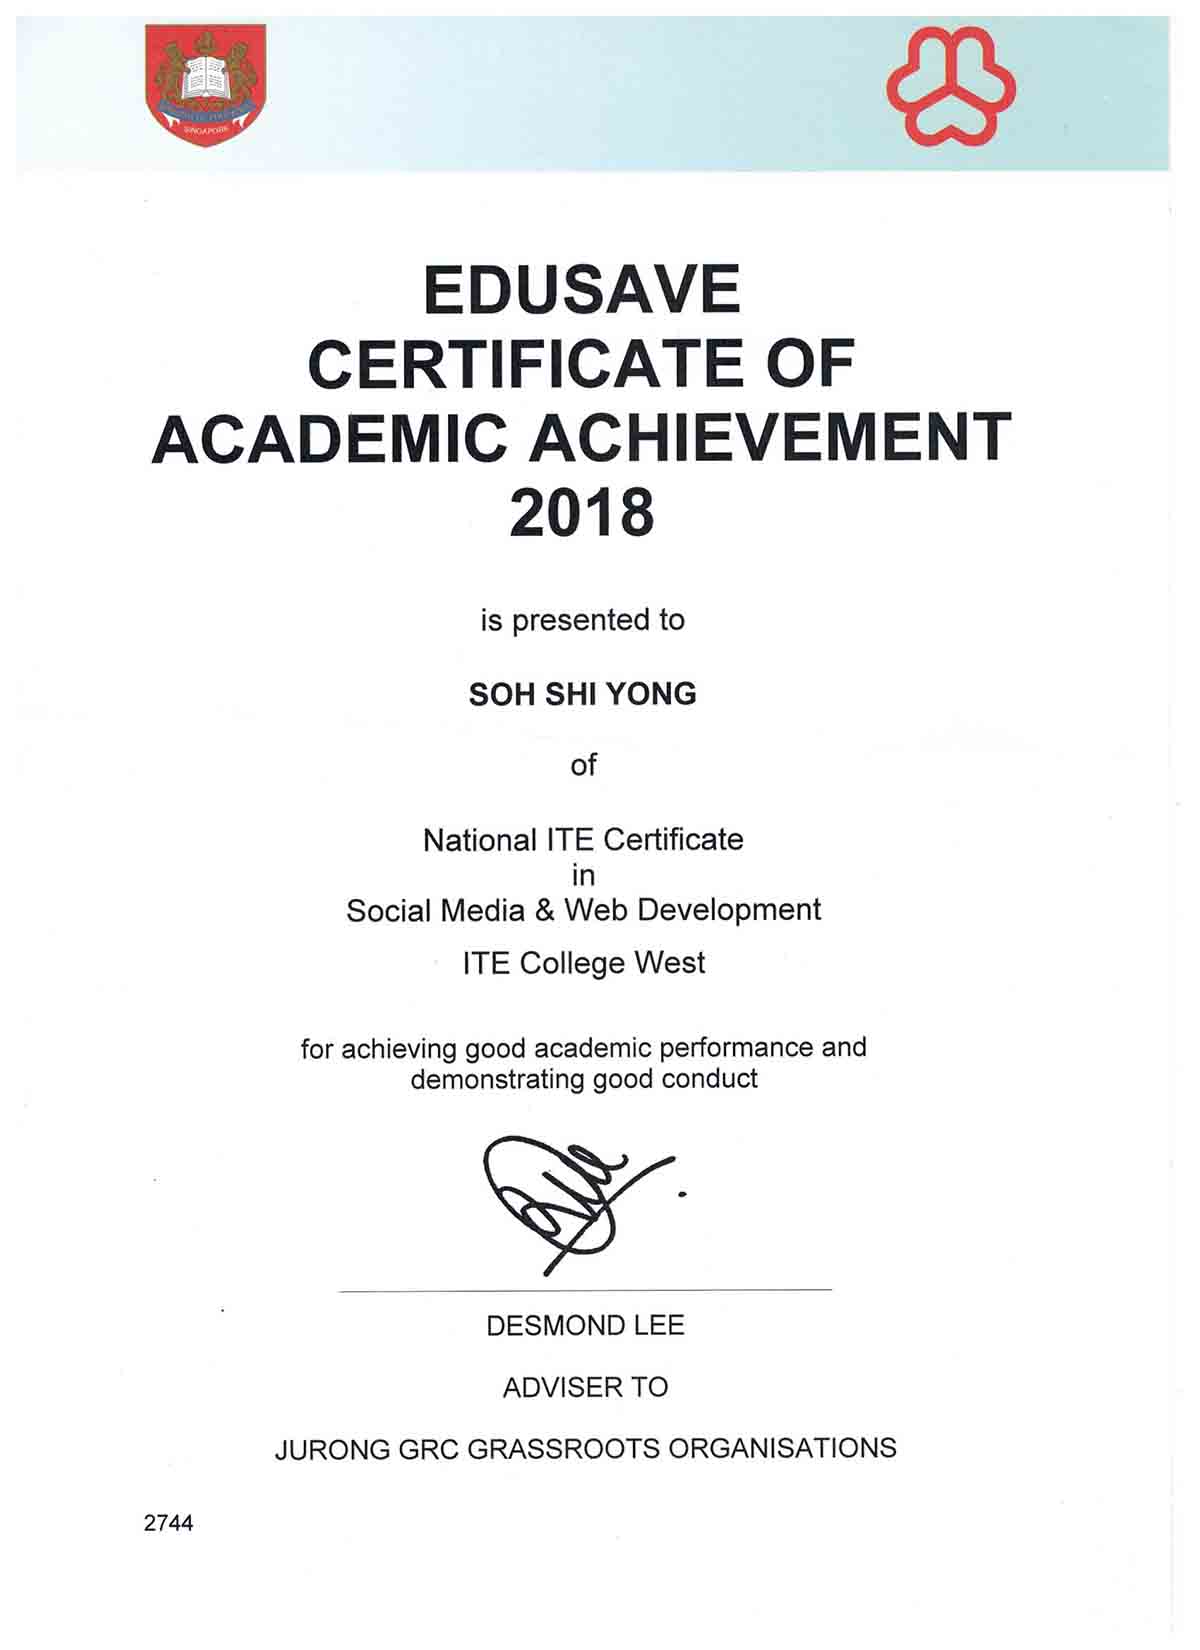 SINGAPORE
EDUSAVE
CERTIFICATE OF
ACADEMIC ACHIEVEMENT
2018
is presented to
SOH SHI YONG
of
National ITE Certificate
in
Social Media & Web Development
ITE College West
for achieving good academic performance and
demonstrating good conduct
DESMOND LEE
ADVISER TO
JURONG GRC GRASSROOTS ORGANISATIONS
2744